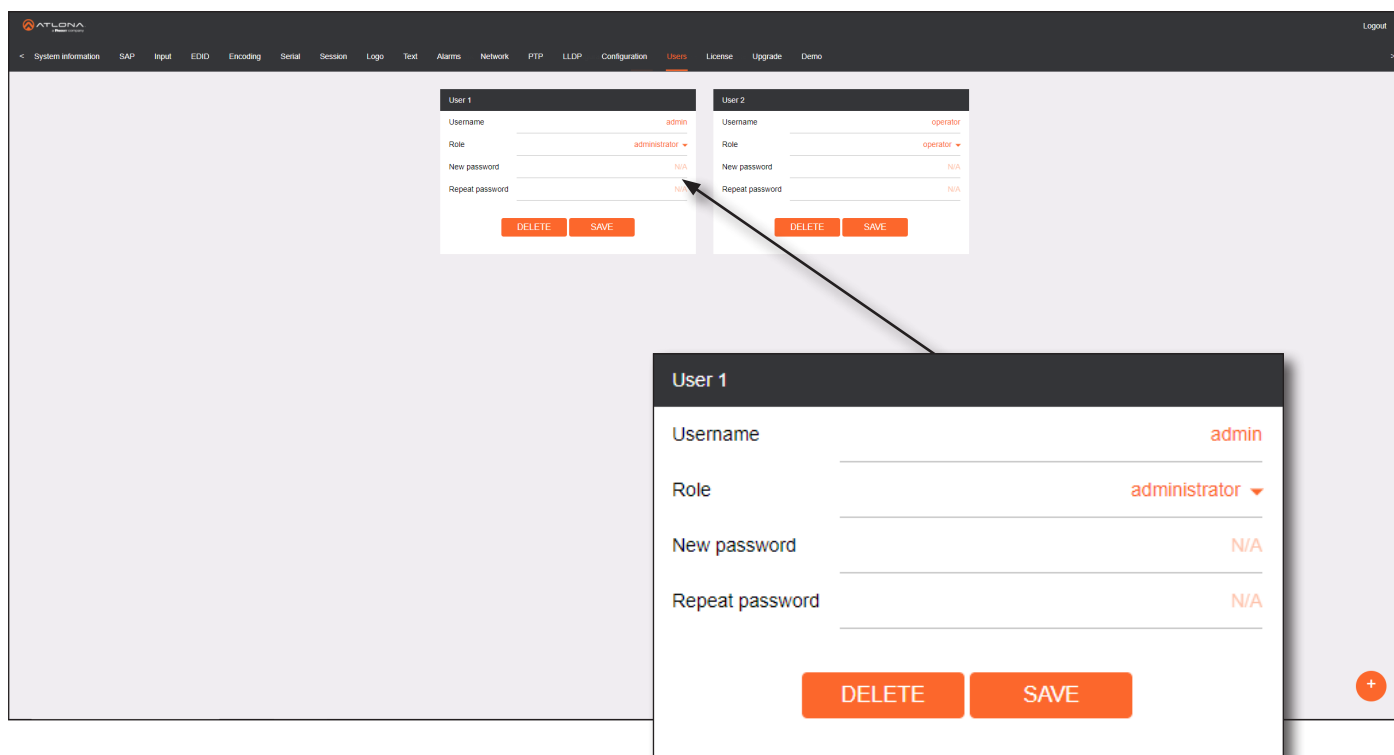 ATLONA
Logout
< System information SAP Input EDID Encoding Serial Session Logo Text Alarms Network PTP LLDP Configuration Users License Upgrade Demo >
User 1
Username admin
Role administrator
New password N/A
Repeat password N/A
DELETE SAVE
User 2
Username operator
Role operator
New password N/A
Repeat password N/A
DELETE SAVE
User 1
Username admin
Role administrator
New password N/A
Repeat password N/A
DELETE SAVE
+